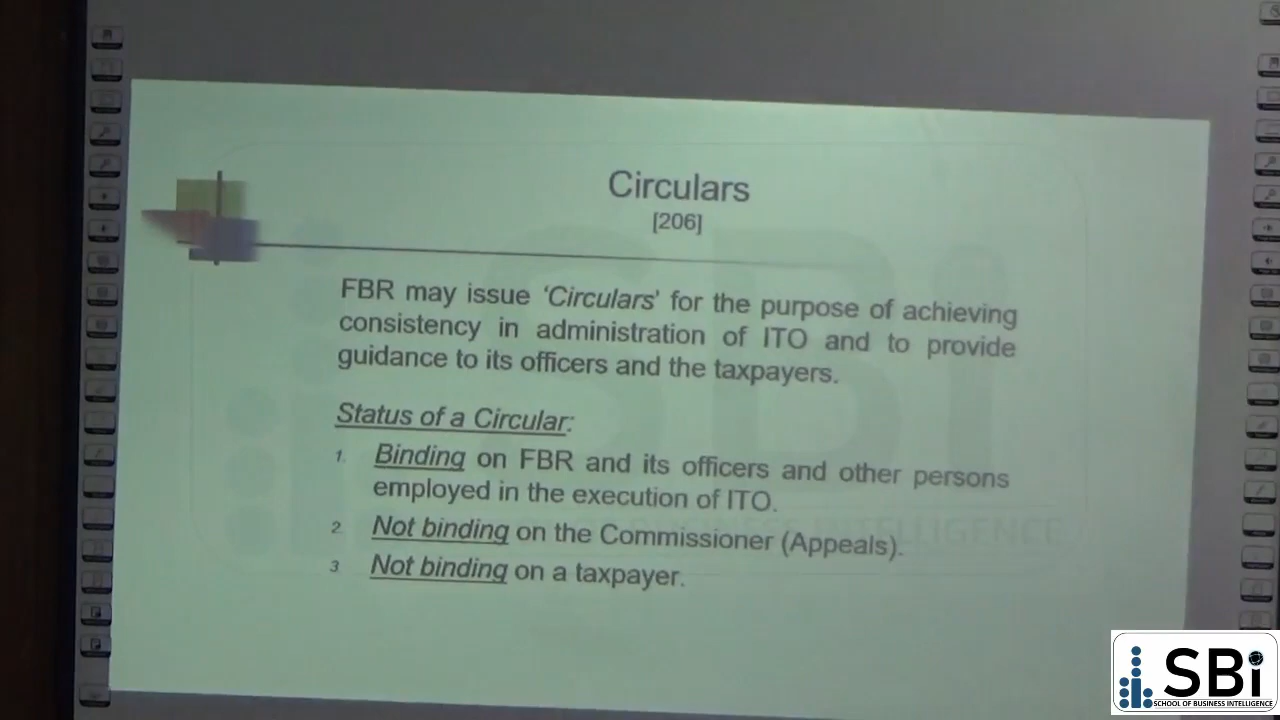 Circulars
[206]
FBR may issue ‘Circulars’ for the purpose of achieving
consistency in administration of ITO and to provide
guidance to its officers and the taxpayers.
Status of a Circular:
1. Binding on FBR and its officers and other persons
employed in the execution of ITO.
2. Not binding on the Commissioner (Appeals).
3 Not binding on a taxpayer.
SBi
BUSINESS INTELLIGENCE
SBi
SCHOOL OF BUSINESS INTELLIGENCE